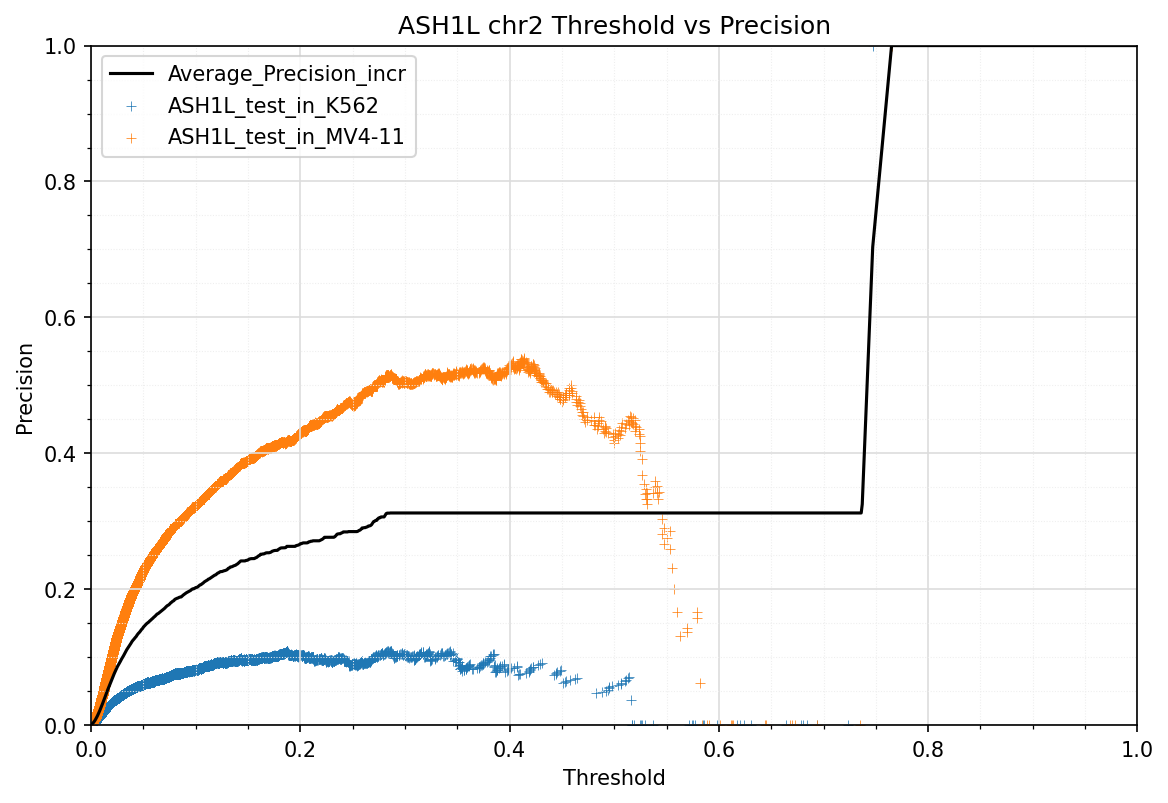 ASH1L chr2 Threshold vs Precision
Average_Precision_incr
ASH1L_test_in_K562
ASH1L_test_in_MV4-11
Precision
1.0
0.8
0.6
0.4
0.2
0.0
0.0 0.2 0.4 0.6 0.8 1.0
Threshold